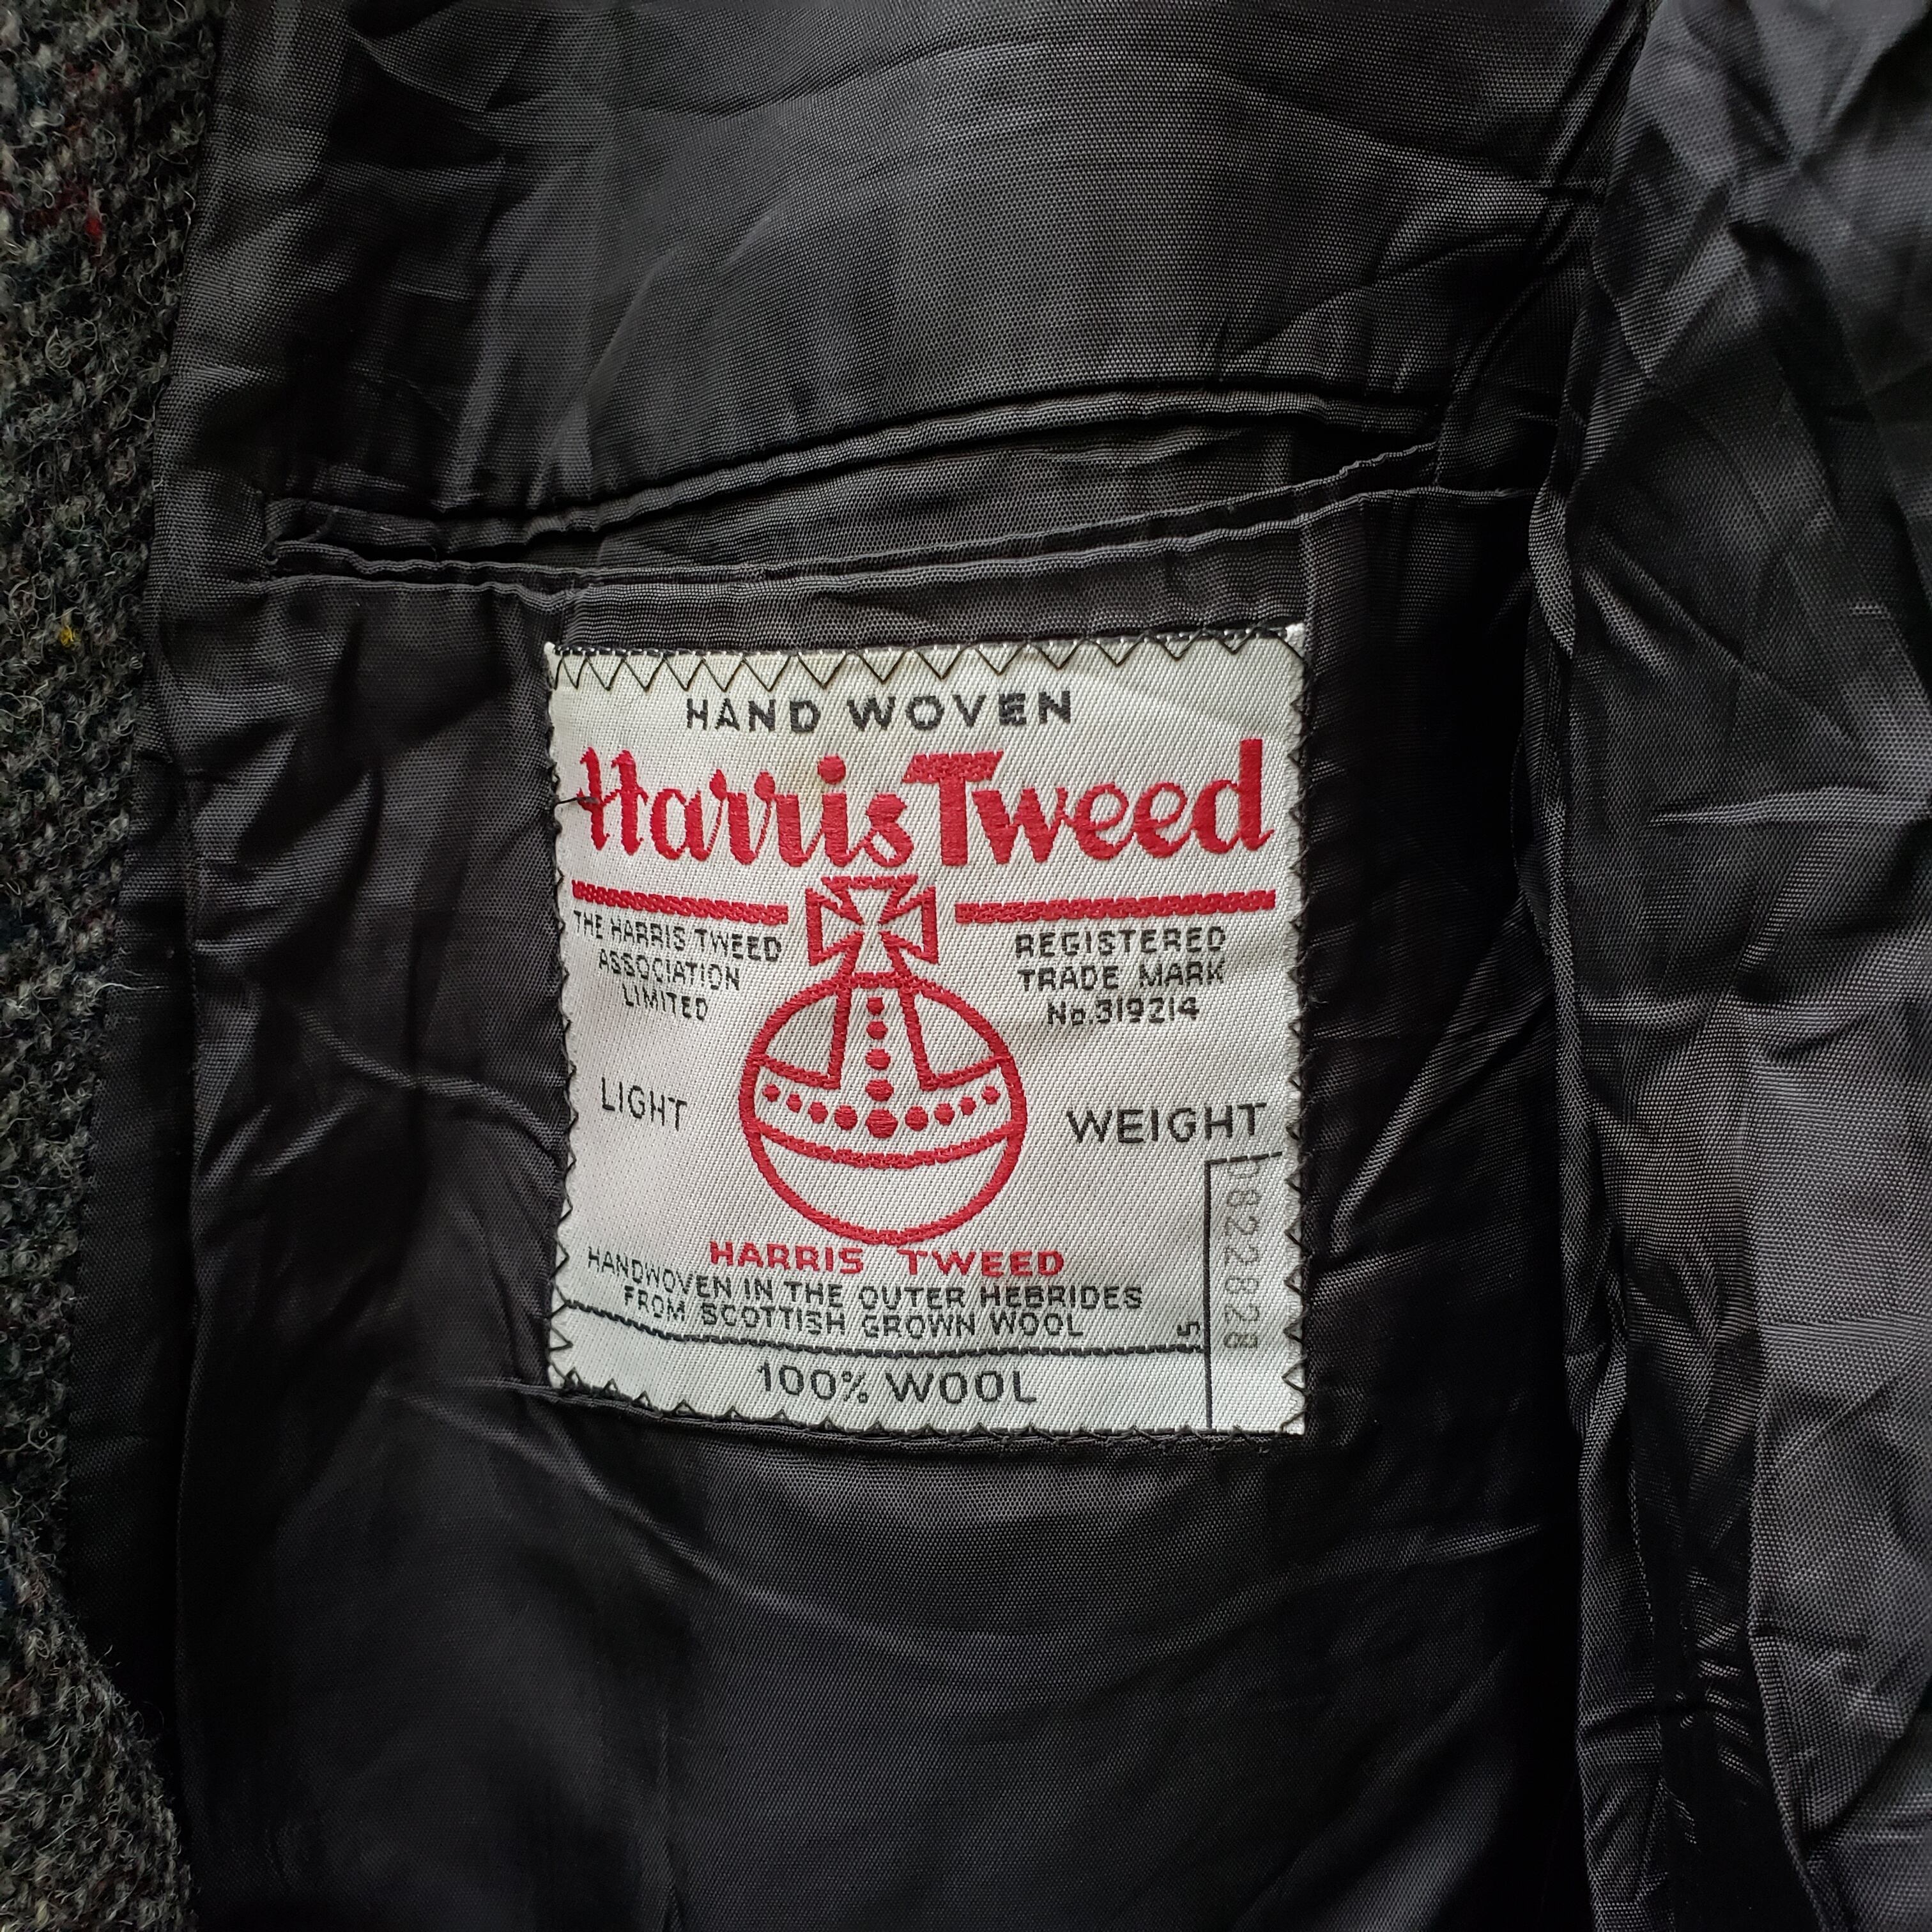 HAND WOVEN
Harris Tweed
THE HARRIS TWEED
ASSOCIATION
LIMITED
REGISTERED
TRADE MARK
No.319214
LIGHT WEIGHT
HARRIS TWEED
HANDWOVEN IN THE OUTER HEBRIDES
FROM SCOTTISH GROWN WOOL
5
100% WOOL